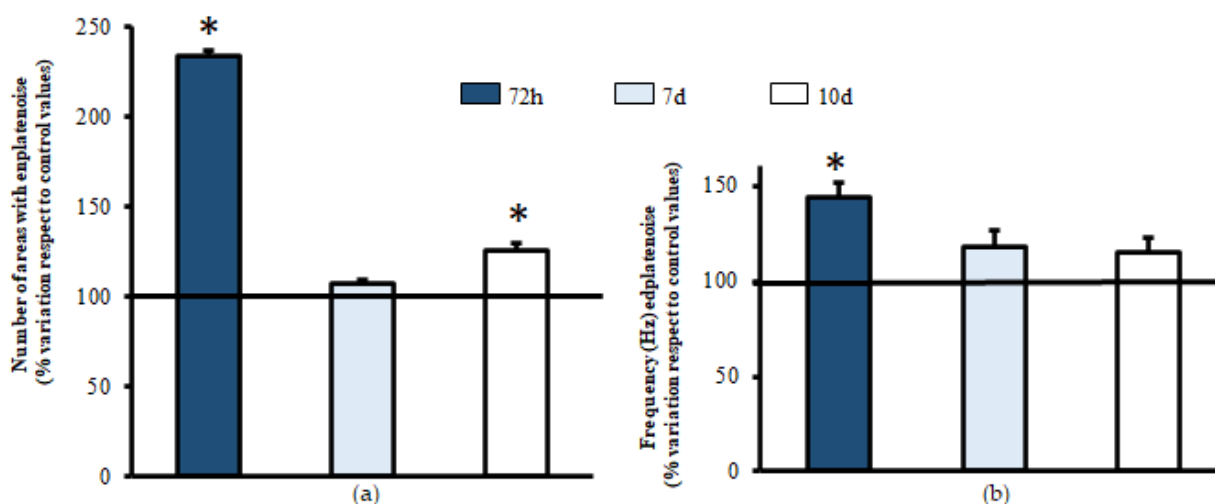 Number of areas with enplatenoise
(% variation respect to control values)
250
200
150
100
50
0
*
*
(a)
72h
7d
10d
Frequency (Hz) edplatenoise
(% variation respect to control values)
150
100
50
0
*
(b)